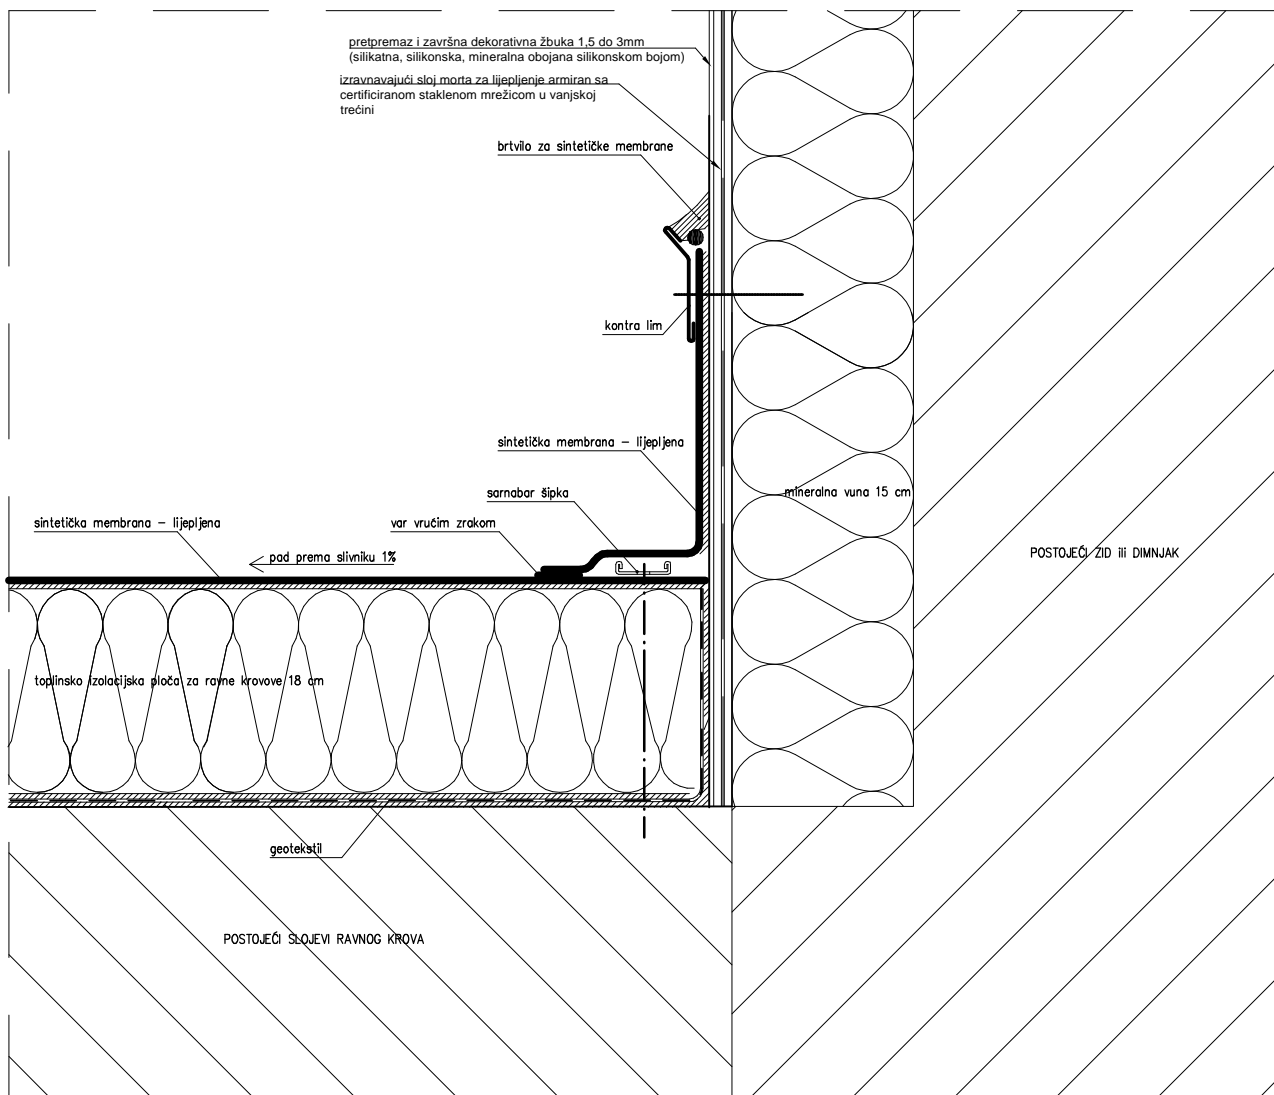 pretpremaz i završna dekorativna žbuka 1,5 do 3mm
(silikatna, silikonska, mineralna obojana silikonskom bojom)
izravnavajući sloj morta za lijepljenje armiran sa
certificiranom staklenom mrežicom u vanjskoj
trećini
brtvilo za sintetičke membrane
kontra lim
sintetička membrana – lijepljena
sarnabar šipka
mineralna vuna 15 cm
sintetička membrana – lijepljena
var vrućim zrakom
pad prema slivniku 1%
POSTOJEĆI ZID ili DIMNJAK
toplinsko izolacijska ploča za ravne krovove 18 cm
geotekstil
POSTOJEĆI SLOJEVI RAVNOG KROVA